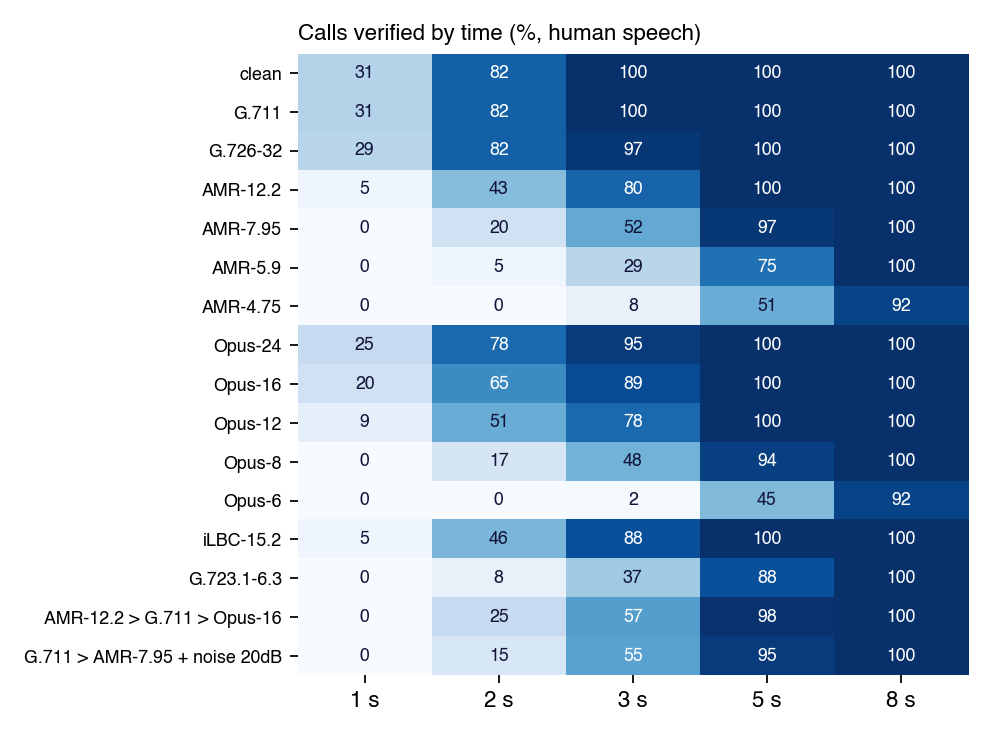 Calls verified by time (%, human speech)
clean 31 82 100 100 100
G.711 31 82 100 100 100
G.726-32 29 82 97 100 100
AMR-12.2 5 43 80 100 100
AMR-7.95 0 20 52 97 100
AMR-5.9 0 5 29 75 100
AMR-4.75 0 0 8 51 92
Opus-24 25 78 95 100 100
Opus-16 20 65 89 100 100
Opus-12 9 51 78 100 100
Opus-8 0 17 48 94 100
Opus-6 0 0 2 45 92
iLBC-15.2 5 46 88 100 100
G.723.1-6.3 0 8 37 88 100
AMR-12.2 > G.711 > Opus-16 0 25 57 98 100
G.711 > AMR-7.95 + noise 20dB 0 15 55 95 100
1 s 2 s 3 s 5 s 8 s